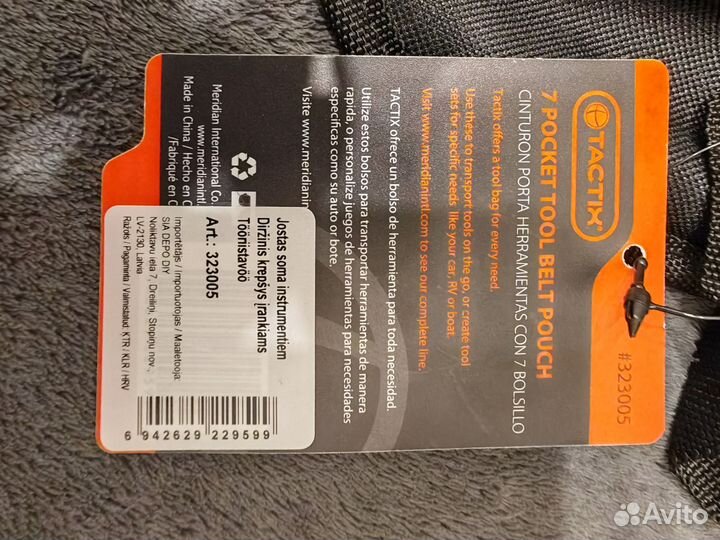 TACTIX
7 POCKET TOOL BELT POUCH
CINTURON PORTA HERRAMIENTAS CON 7 BOLSILLO
#323005
Tactix offers a tool bag for every need.
Use these to transport tools on the go, or create tool
sets for specific needs like your car, RV or boat.
Visit www.meridianintl.com to see our complete line.
TACTIX ofrece un bolso de herramienta para toda necesidad.
Utilize estos bolsos para transportar herramientas de manera
rapida, o personalize juegos de herramientas para necesidades
específicas como su auto or bote.
Visite www.merid
Meridian International Co.
www.meridianintl.
Made in China / Hecho en C
/Fabriqué en C
Jostas soma instrumentiem
Diržinis krepšys įrankiams
Tööriistavöö
Art.: 323005
Importētājs / Importuotojas / Maaletooja:
SIA DEPO DIY
Noliktavu iela 7, Dreiliņi, Stopiņu nov.,
LV-2130, Latvia
Ražots / Pagaminta / Valmistatud: KTR / KLR / HRV
6 942629 229599
Avito